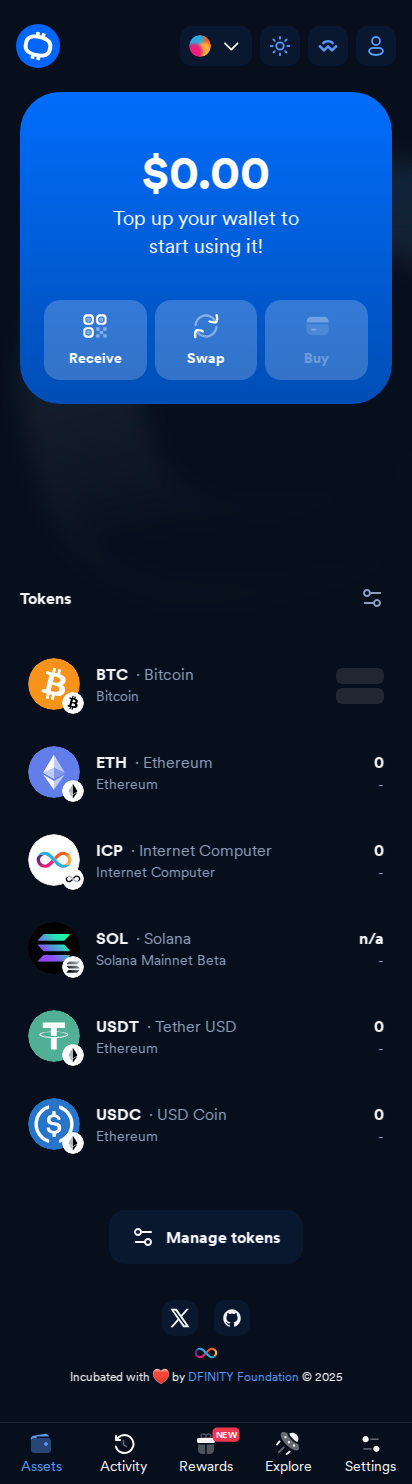 $0.00
Top up your wallet to
start using it!
Receive
Swap
Buy
Tokens
BTC · Bitcoin
Bitcoin
ETH · Ethereum
0
Ethereum
-
ICP · Internet Computer
0
Internet Computer
-
SOL · Solana
n/a
Solana Mainnet Beta
-
USDT · Tether USD
0
Ethereum
-
USDC · USD Coin
0
Ethereum
-
Manage tokens
Incubated with ❤️ by DFINITY Foundation © 2025
NEW
Assets
Activity
Rewards
Explore
Settings